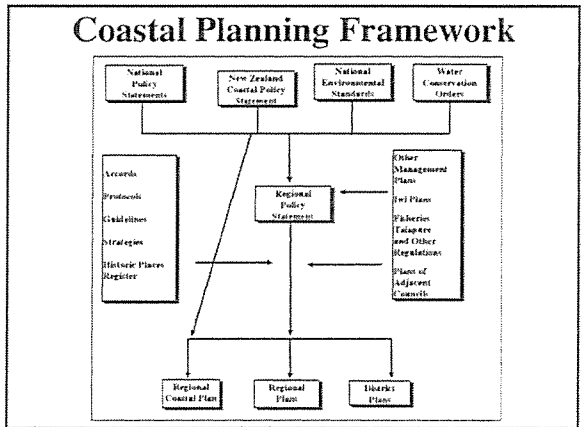 Coastal Planning Framework
National
Policy
Statements
New Zealand
Coastal Policy
Statement
National
Environmental
Standards
Water
Conservation
Orders
Accords
Protocols
Guidelines
Strategies
Historic Places
Register
Regional
Policy
Statement
Other
Management
Plans
Iwi Plans
Fisheries
Taiapure
and Other
Regulations
Plans of
Adjacent
Councils
Regional
Coastal Plan
Regional
Plans
District
Plans